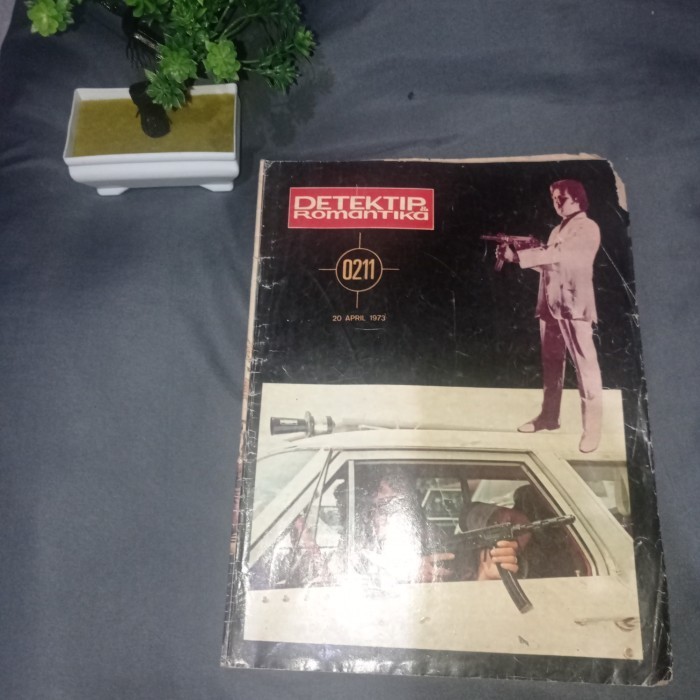 DETEKTIP &
ROMANTIKA
0211
20 APRIL 1973